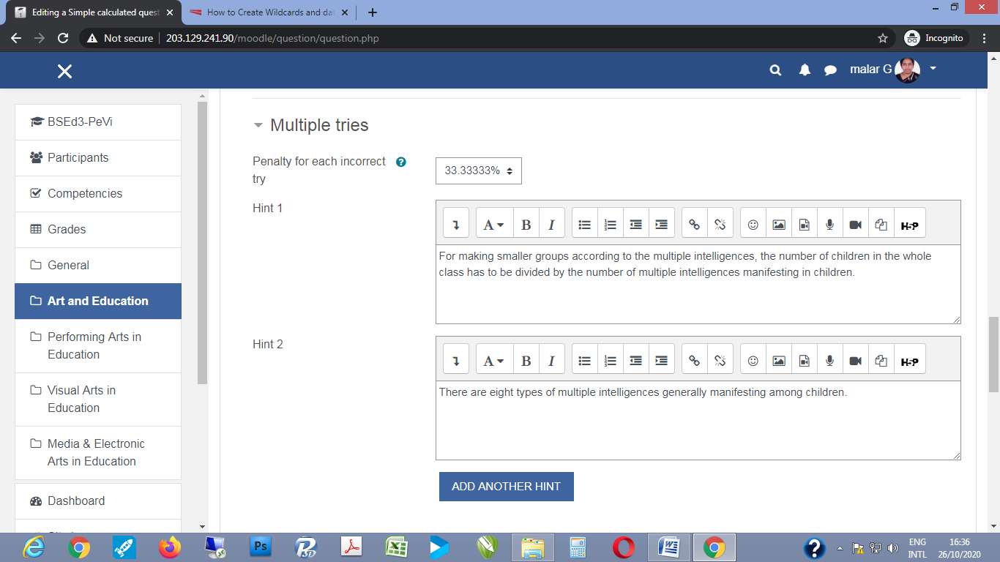 Editing a Simple calculated quest
How to Create Wildcards and dat
Not secure 203.129.241.90/moodle/question/question.php
Incognito
malar G
BSEd3-PeVi
Participants
Competencies
Grades
General
Art and Education
Performing Arts in
Education
Visual Arts in
Education
Media & Electronic
Arts in Education
Dashboard
Multiple tries
Penalty for each incorrect
try
33.33333%
Hint 1
A B I H-P
For making smaller groups according to the multiple intelligences, the number of children in the whole
class has to be divided by the number of multiple intelligences manifesting in children.
Hint 2
A B I H-P
There are eight types of multiple intelligences generally manifesting among children.
ADD ANOTHER HINT
Ps
ENG
INTL
16:36
26/10/2020